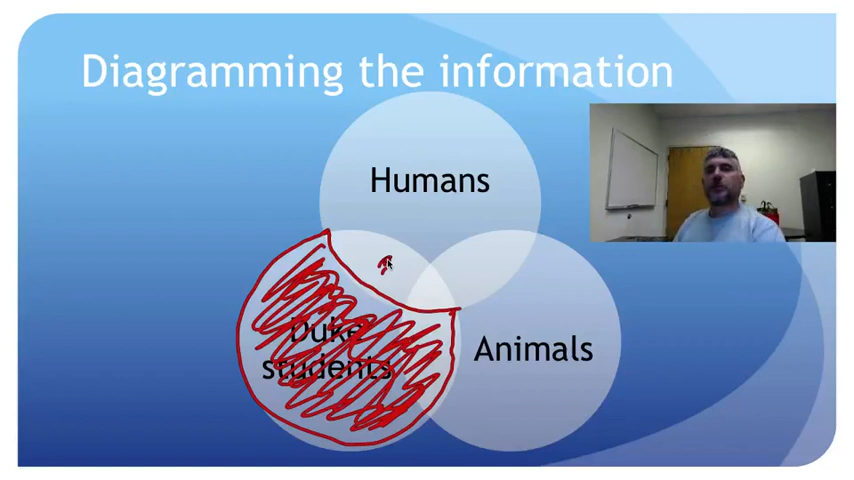 Diagramming the information
Humans
Duke
students
Animals